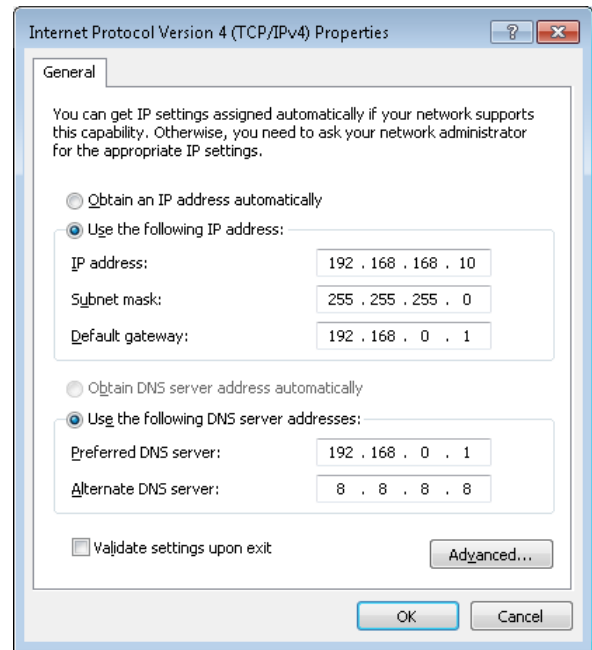 Internet Protocol Version 4 (TCP/IPv4) Properties
General
You can get IP settings assigned automatically if your network supports
this capability. Otherwise, you need to ask your network administrator
for the appropriate IP settings.
Obtain an IP address automatically
Use the following IP address:
IP address: 192 . 168 . 168 . 10
Subnet mask: 255 . 255 . 255 . 0
Default gateway: 192 . 168 . 0 . 1
Obtain DNS server address automatically
Use the following DNS server addresses:
Preferred DNS server: 192 . 168 . 0 . 1
Alternate DNS server: 8 . 8 . 8 . 8
Validate settings upon exit
Advanced...
OK Cancel